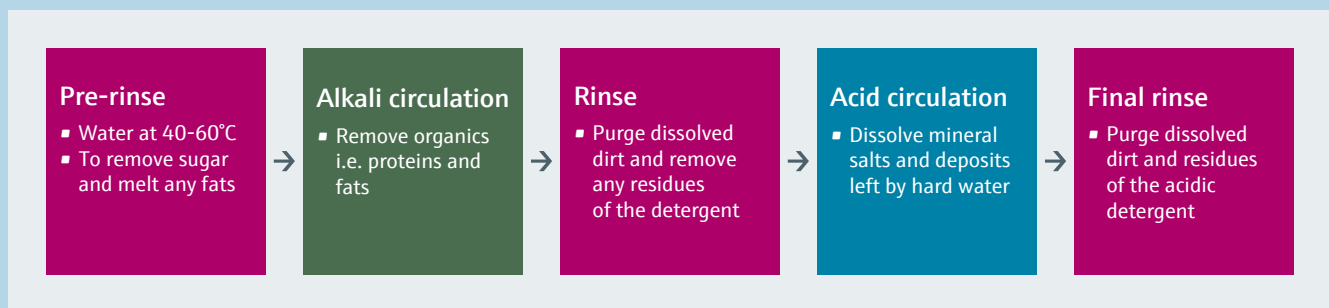 Pre-rinse
▪ Water at 40-60°C
▪ To remove sugar
and melt any fats
Alkali circulation
▪ Remove organics
i.e. proteins and
fats
Rinse
▪ Purge dissolved
dirt and remove
any residues
of the detergent
Acid circulation
▪ Dissolve mineral
salts and deposits
left by hard water
Final rinse
▪ Purge dissolved
dirt and residues
of the acidic
detergent